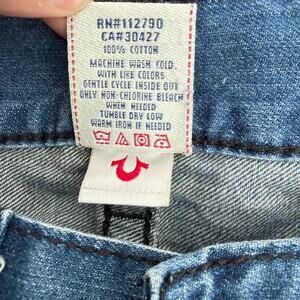 RN#112790
CA#30427
100% COTTON
MACHINE WASH COLD
WITH LIKE COLORS
GENTLE CYCLE INSIDE OUT
ONLY NON-CHLORINE BLEACH
WHEN NEEDED
TUMBLE DRY LOW
WARM IRON IF NEEDED